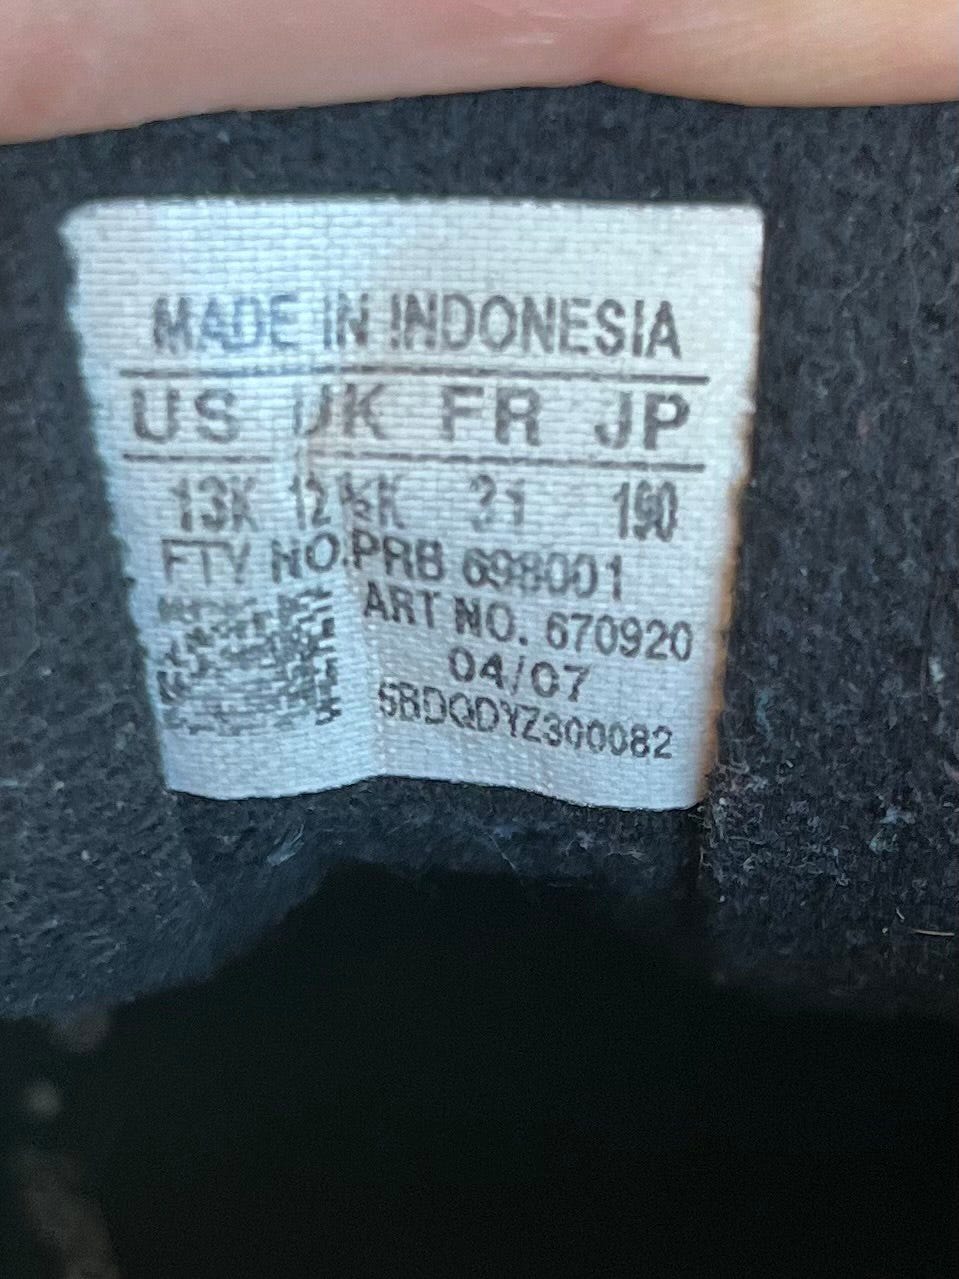 MADE IN INDONESIA
US UK FR JP
13K 12½K 31 190
FTY NO.PRB 698001
ART NO. 670920
04/07
6BDQDYZ300082